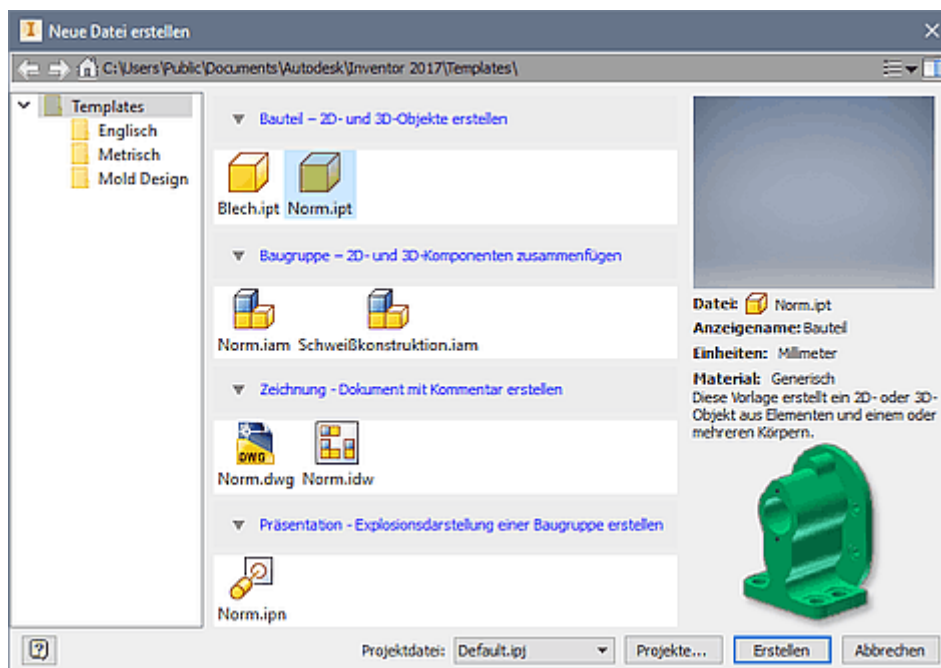 Neue Datei erstellen
C:\Users\Public\Documents\Autodesk\Inventor 2017\Templates\
Templates
Englisch
Metrisch
Mold Design
Bauteil – 2D- und 3D-Objekte erstellen
Blech.ipt Norm.ipt
Baugruppe – 2D- und 3D-Komponenten zusammenfügen
Norm.iam Schweißkonstruktion.iam
Zeichnung - Dokument mit Kommentar erstellen
DWG
Norm.dwg Norm.idw
Präsentation - Explosionsdarstellung einer Baugruppe erstellen
Norm.ipn
Datei: Norm.ipt
Anzeigename: Bauteil
Einheiten: Millimeter
Material: Generisch
Diese Vorlage erstellt ein 2D- oder 3D-
Objekt aus Elementen und einem oder
mehreren Körpern.
Projektdatei: Default.ipj Projekte... Erstellen Abbrechen